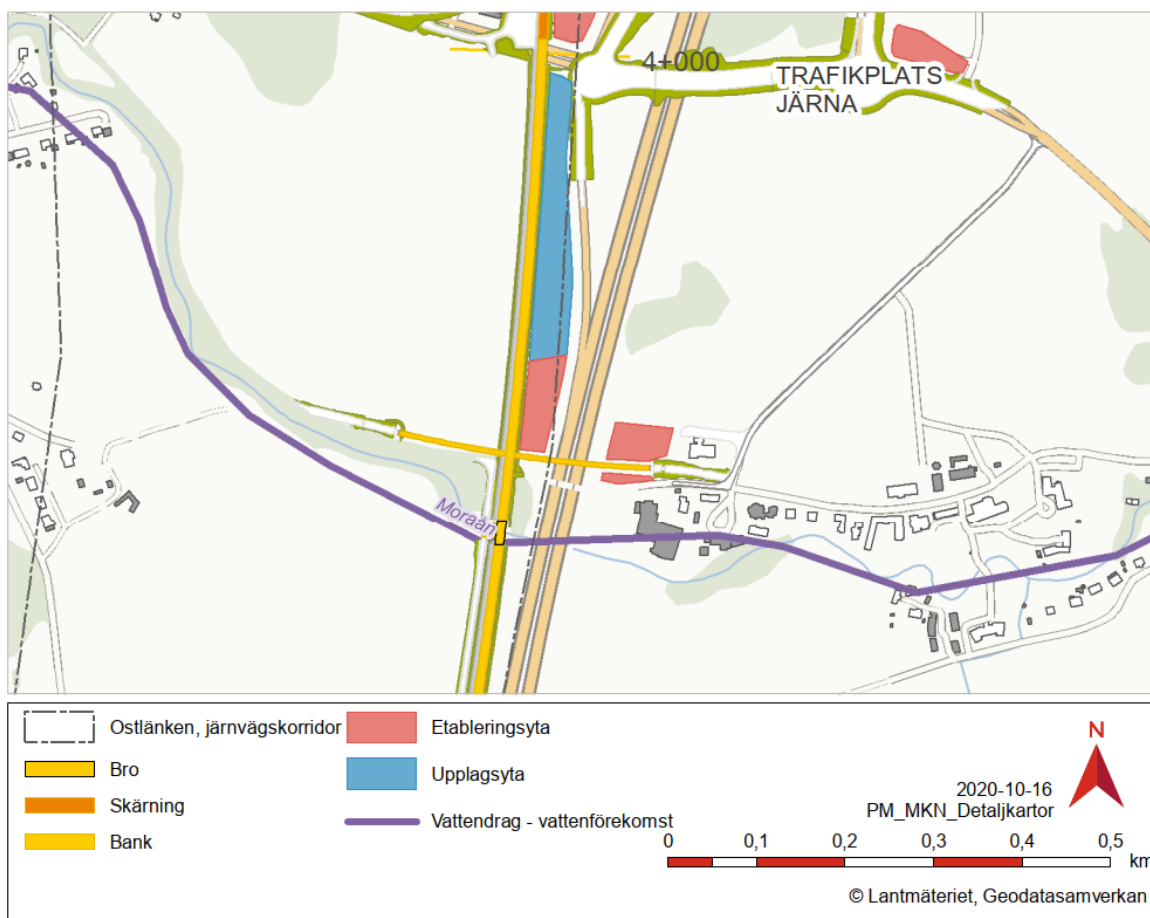 4+000
TRAFIKPLATS
JÄRNA
Moraån
Ostlänken, järnvägskorridor
Bro
Skärning
Bank
Etableringsyta
Upplagsyta
Vattendrag - vattenförekomst
N
2020-10-16
PM_MKN_Detaljkartor
0 0,1 0,2 0,3 0,4 0,5
km
© Lantmäteriet, Geodatasamverkan